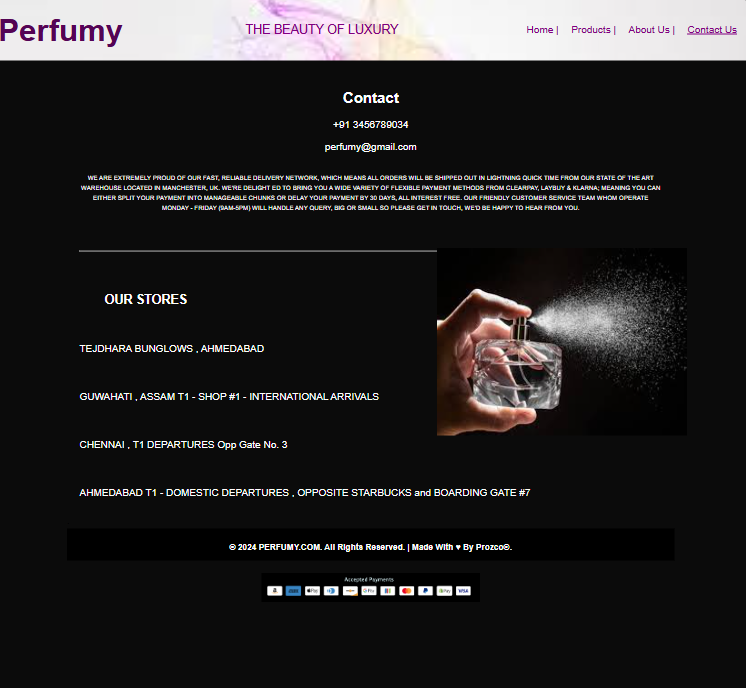 Perfumy
THE BEAUTY OF LUXURY
Home |
Products |
About Us |
Contact Us
Contact
+91 3456789034
perfumy@gmail.com
WE ARE EXTREMELY PROUD OF OUR FAST, RELIABLE DELIVERY NETWORK, WHICH MEANS ALL ORDERS WILL BE SHIPPED OUT IN LIGHTNING QUICK TIME FROM OUR STATE OF THE ART
WAREHOUSE LOCATED IN MANCHESTER, UK. WE'RE DELIGHT ED TO BRING YOU A WIDE VARIETY OF FLEXIBLE PAYMENT METHODS FROM CLEARPAY, LAYBUY & KLARNA; MEANING YOU CAN
EITHER SPLIT YOUR PAYMENT INTO MANAGEABLE CHUNKS OR DELAY YOUR PAYMENT BY 30 DAYS, ALL INTEREST FREE. OUR FRIENDLY CUSTOMER SERVICE TEAM WHOM OPERATE
MONDAY - FRIDAY (9AM-5PM) WILL HANDLE ANY QUERY, BIG OR SMALL SO PLEASE GET IN TOUCH, WE'D BE HAPPY TO HEAR FROM YOU.
OUR STORES
TEJDHARA BUNGLOWS , AHMEDABAD
GUWAHATI , ASSAM T1 - SHOP #1 - INTERNATIONAL ARRIVALS
CHENNAI , T1 DEPARTURES Opp Gate No. 3
AHMEDABAD T1 - DOMESTIC DEPARTURES , OPPOSITE STARBUCKS and BOARDING GATE #7
© 2024 PERFUMY.COM. All Rights Reserved. | Made With ♥ By Prozco®.
Accepted Payments
VISA